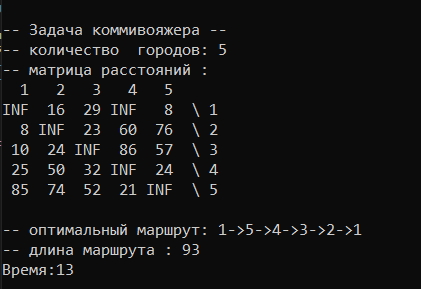 -- Задача коммивояжера --
-- количество  городов: 5
-- матрица расстояний :
  1   2   3   4   5
INF  16  29 INF   8  \ 1
  8 INF  23  60  76  \ 2
 10  24 INF  86  57  \ 3
 25  50  32 INF  24  \ 4
 85  74  52  21 INF  \ 5
-- оптимальный маршрут: 1->5->4->3->2->1
-- длина маршрута : 93
Время:13